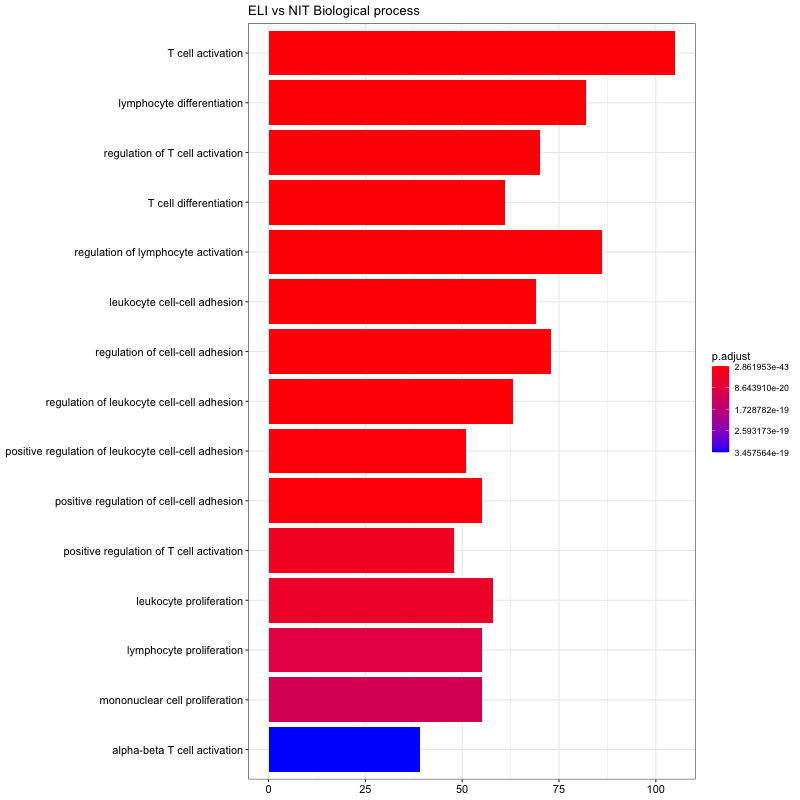 ELI vs NIT Biological process
T cell activation
lymphocyte differentiation
regulation of T cell activation
T cell differentiation
regulation of lymphocyte activation
leukocyte cell-cell adhesion
regulation of cell-cell adhesion
regulation of leukocyte cell-cell adhesion
positive regulation of leukocyte cell-cell adhesion
positive regulation of cell-cell adhesion
positive regulation of T cell activation
leukocyte proliferation
lymphocyte proliferation
mononuclear cell proliferation
alpha-beta T cell activation
0 25 50 75 100
p.adjust
2.861953e-43
8.643910e-20
1.728782e-19
2.593173e-19
3.457564e-19